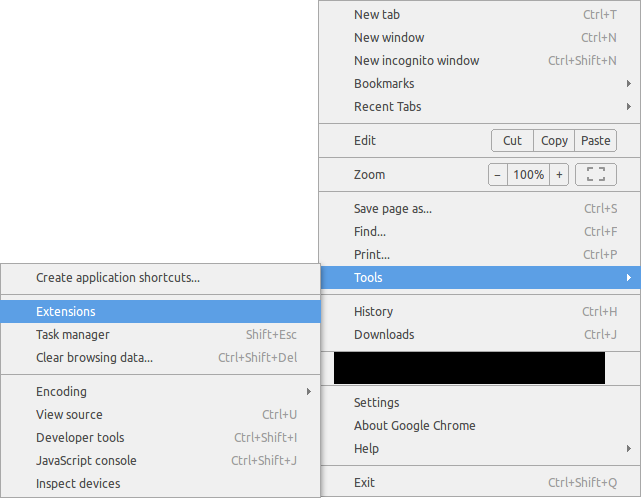 New tab Ctrl+T
New window Ctrl+N
New incognito window Ctrl+Shift+N
Bookmarks
Recent Tabs
Edit Cut Copy Paste
Zoom − 100% +
Save page as... Ctrl+S
Find... Ctrl+F
Print... Ctrl+P
Tools
History Ctrl+H
Downloads Ctrl+J
Settings
About Google Chrome
Help
Exit Ctrl+Shift+Q
Create application shortcuts...
Extensions
Task manager Shift+Esc
Clear browsing data... Ctrl+Shift+Del
Encoding
View source Ctrl+U
Developer tools Ctrl+Shift+I
JavaScript console Ctrl+Shift+J
Inspect devices